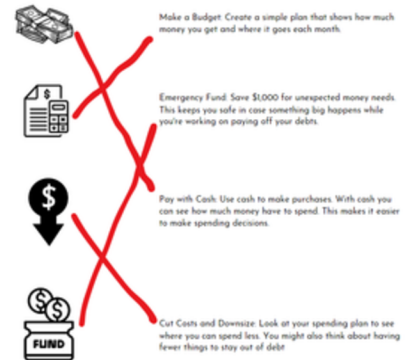 Make a Budget: Create a simple plan that shows how much
money you get and where it goes each month.
$
Emergency Fund: Save $1,000 for unexpected money needs.
This keeps you safe in case something big happens while
you're working on paying off your debts.
$
Pay with Cash: Use cash to make purchases. With cash you
can see how much money have to spend. This makes it easier
to make spending decisions.
$ $
FUND
Cut Costs and Downsize: Look at your spending plan to see
where you can spend less. You might also think about having
fewer things to stay out of debt